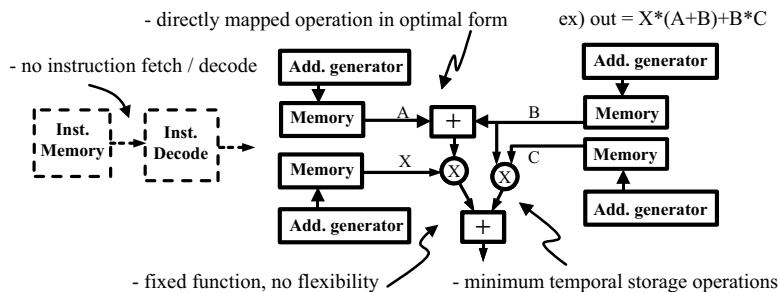 - directly mapped operation in optimal form
ex) out = X*(A+B)+B*C
- no instruction fetch / decode
Add. generator
Add. generator
Inst.
Memory
Inst.
Decode
Memory
A
+
B
Memory
Memory
X
X
X
C
Memory
Add. generator
+
Add. generator
- fixed function, no flexibility
- minimum temporal storage operations